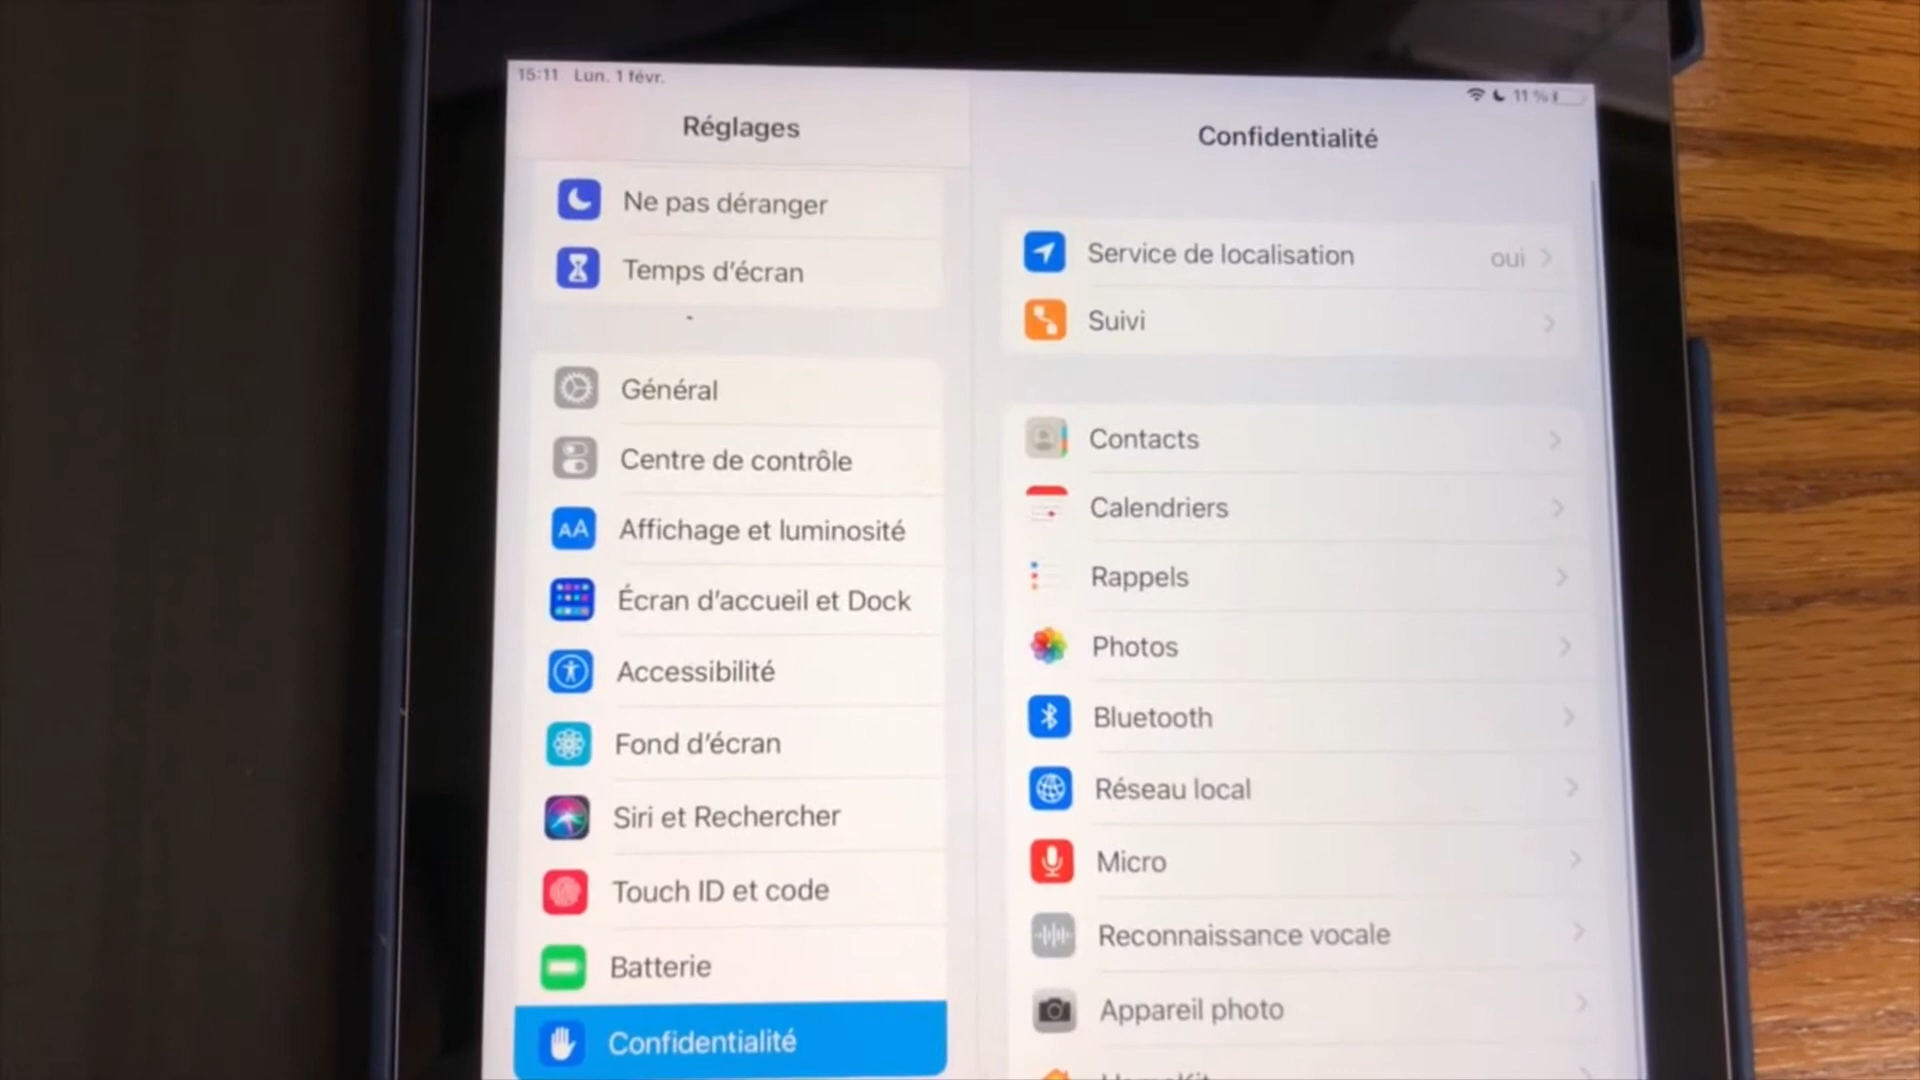 15:11 Lun. 1 févr.
11 %
Réglages
Ne pas déranger
Temps d’écran
Général
Centre de contrôle
AA Affichage et luminosité
Écran d’accueil et Dock
Accessibilité
Fond d’écran
Siri et Rechercher
Touch ID et code
Batterie
Confidentialité
Confidentialité
Service de localisation oui
Suivi
Contacts
Calendriers
Rappels
Photos
Bluetooth
Réseau local
Micro
Reconnaissance vocale
Appareil photo
HomeKit